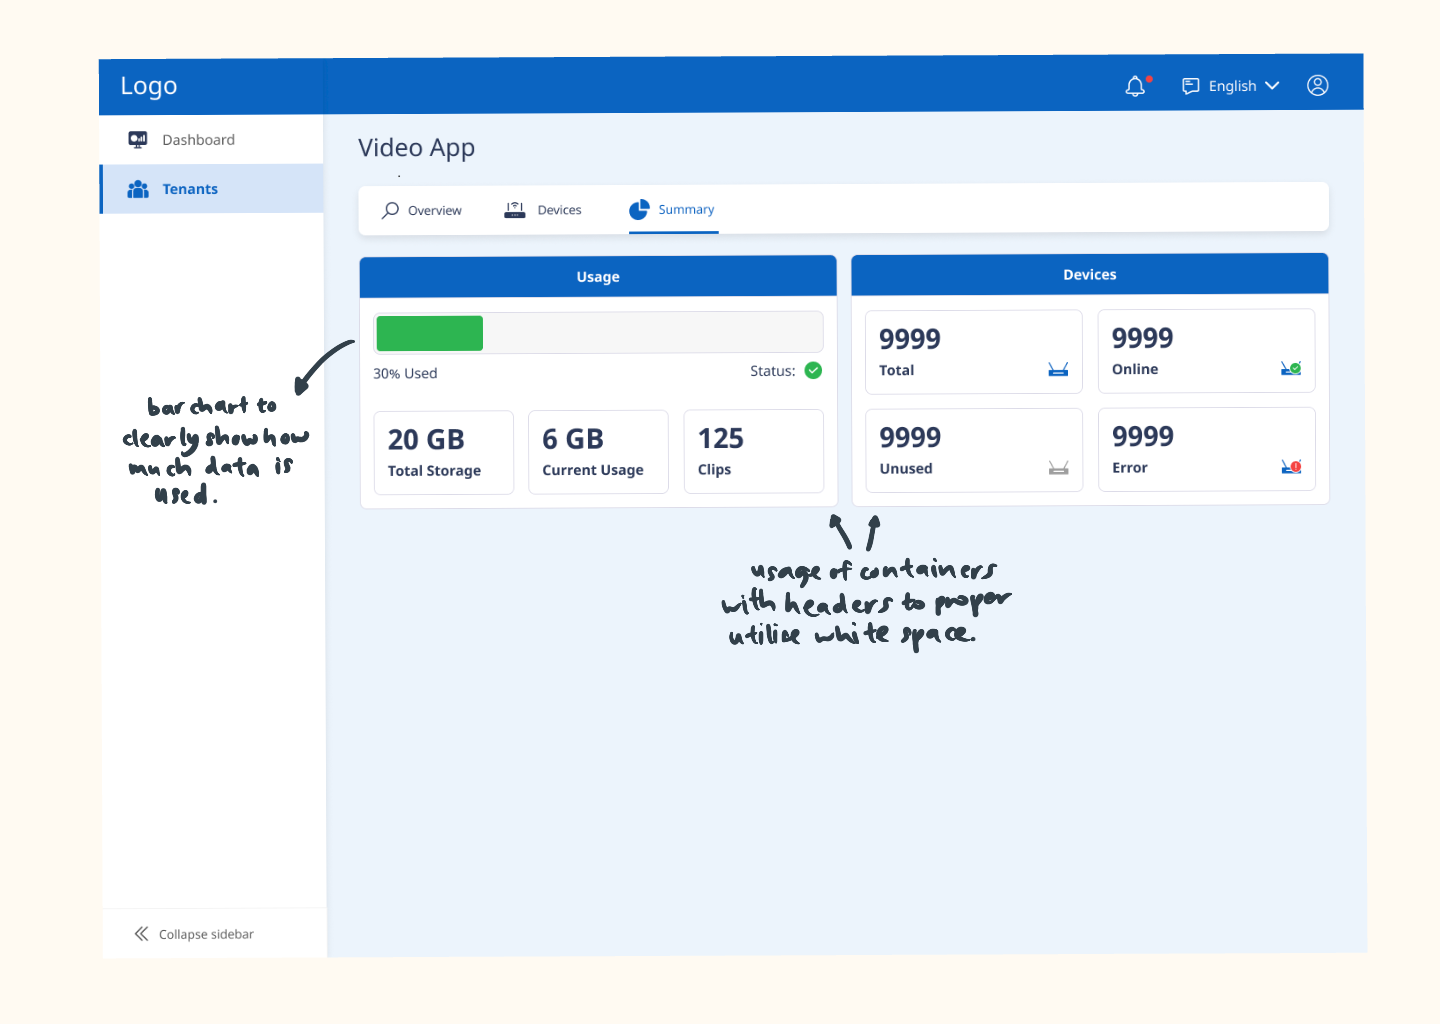 Logo
English
Dashboard
Tenants
Video App
Overview
Devices
Summary
Usage
30% Used
Status:
20 GB
Total Storage
6 GB
Current Usage
125
Clips
Devices
9999
Total
9999
Online
9999
Unused
9999
Error
bar chart to
clearly show how
much data is
used.
usage of containers
with headers to proper
utilise white space.
Collapse sidebar